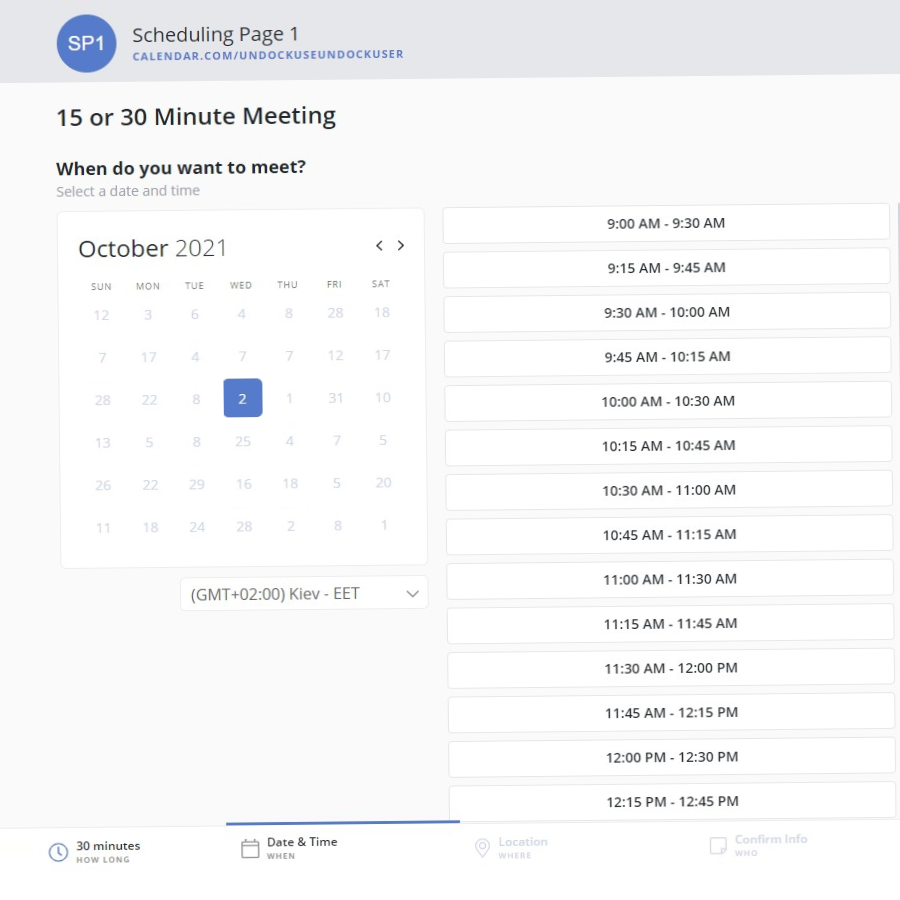 SP1
Scheduling Page 1
CALENDAR.COM/UNDOCKUSEUNDOCKUSER
15 or 30 Minute Meeting
When do you want to meet?
Select a date and time
October 2021
SUN MON TUE WED THU FRI SAT
12 3 6 4 8 28 18
7 17 4 7 7 12 17
28 22 8 2 1 31 10
13 5 8 25 4 7 5
26 22 29 16 18 5 20
11 18 24 28 2 8 1
(GMT+02:00) Kiev - EET
9:00 AM - 9:30 AM
9:15 AM - 9:45 AM
9:30 AM - 10:00 AM
9:45 AM - 10:15 AM
10:00 AM - 10:30 AM
10:15 AM - 10:45 AM
10:30 AM - 11:00 AM
10:45 AM - 11:15 AM
11:00 AM - 11:30 AM
11:15 AM - 11:45 AM
11:30 AM - 12:00 PM
11:45 AM - 12:15 PM
12:00 PM - 12:30 PM
12:15 PM - 12:45 PM
30 minutes
HOW LONG
Date & Time
WHEN
Location
WHERE
Confirm Info
WHO